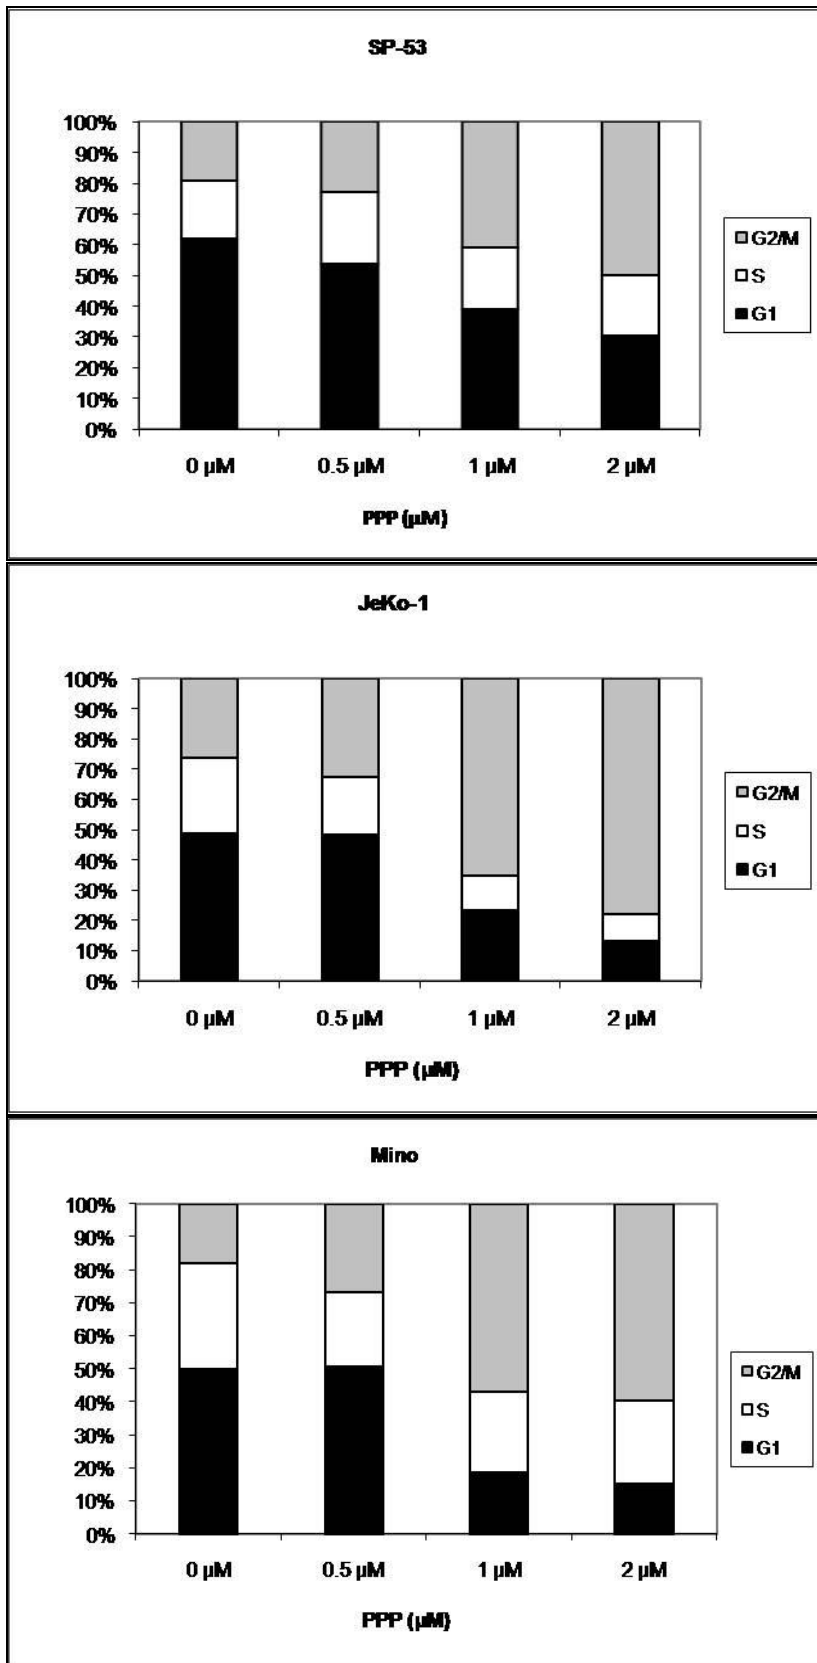 SP-53
100%
90%
80%
70%
60%
50%
40%
30%
20%
10%
0%
0 µM 0.5 µM 1 µM 2 µM
PPP (µM)
G2/M
S
G1
JeKo-1
100%
90%
80%
70%
60%
50%
40%
30%
20%
10%
0%
0 µM 0.5 µM 1 µM 2 µM
PPP (µM)
G2/M
S
G1
Mino
100%
90%
80%
70%
60%
50%
40%
30%
20%
10%
0%
0 µM 0.5 µM 1 µM 2 µM
PPP (µM)
G2/M
S
G1